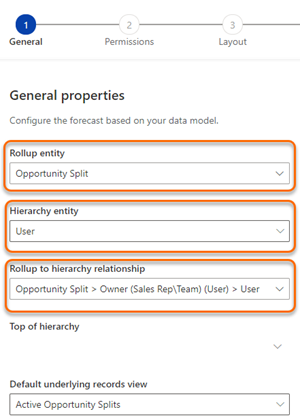 1 2 3
General Permissions Layout
General properties
Configure the forecast based on your data model.
Rollup entity
Opportunity Split
Hierarchy entity
User
Rollup to hierarchy relationship
Opportunity Split > Owner (Sales Rep\Team) (User) > User
Top of hierarchy
Default underlying records view
Active Opportunity Splits